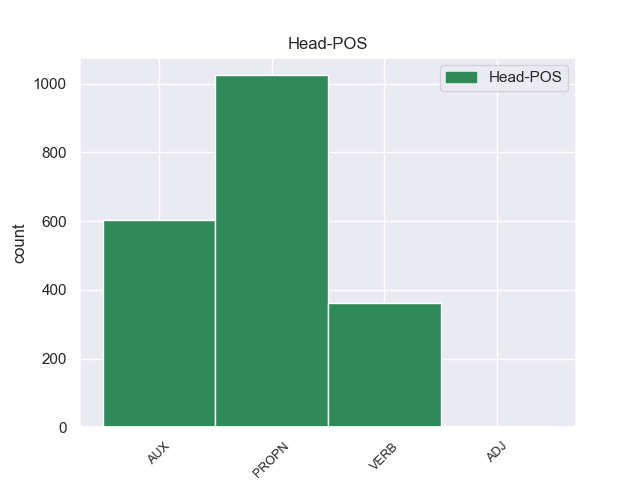 Head-POS
Head-POS
count
1000
800
600
400
200
0
AUX
PROPN
VERB
ADJ